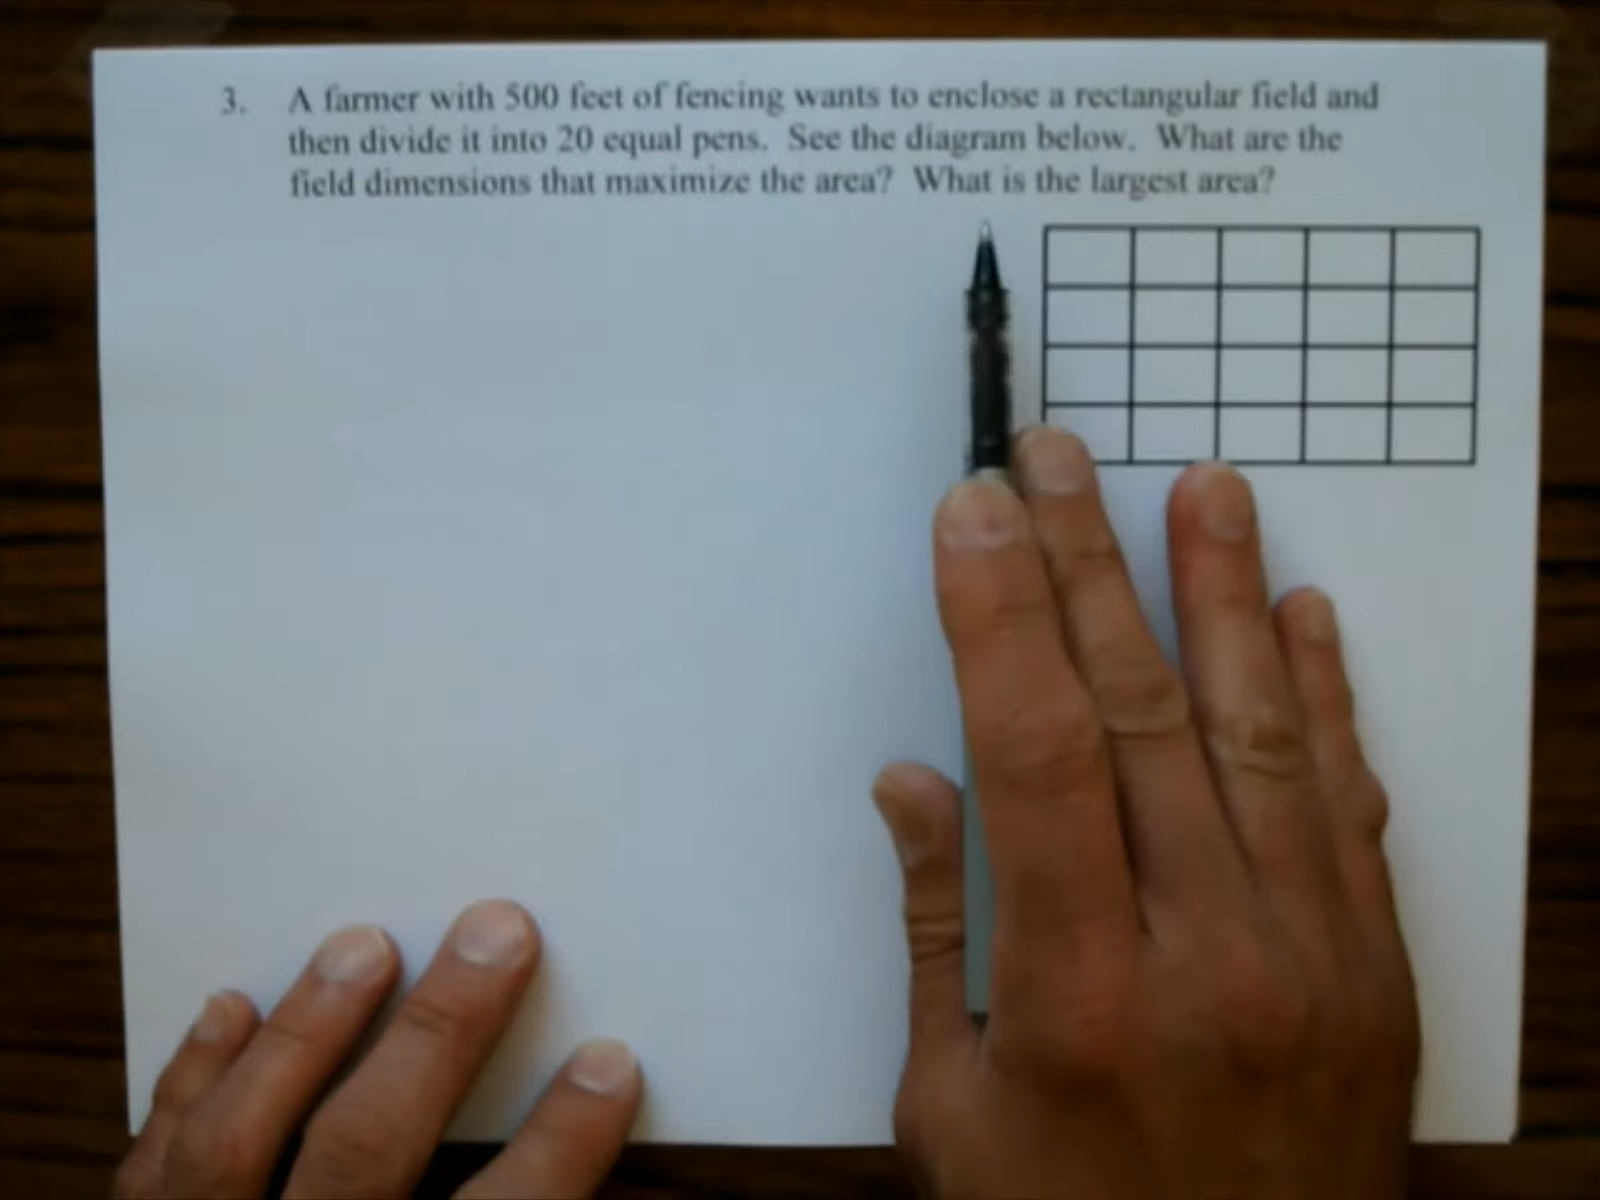 3. A farmer with 500 feet of fencing wants to enclose a rectangular field and
then divide it into 20 equal pens. See the diagram below. What are the
field dimensions that maximize the area? What is the largest area?